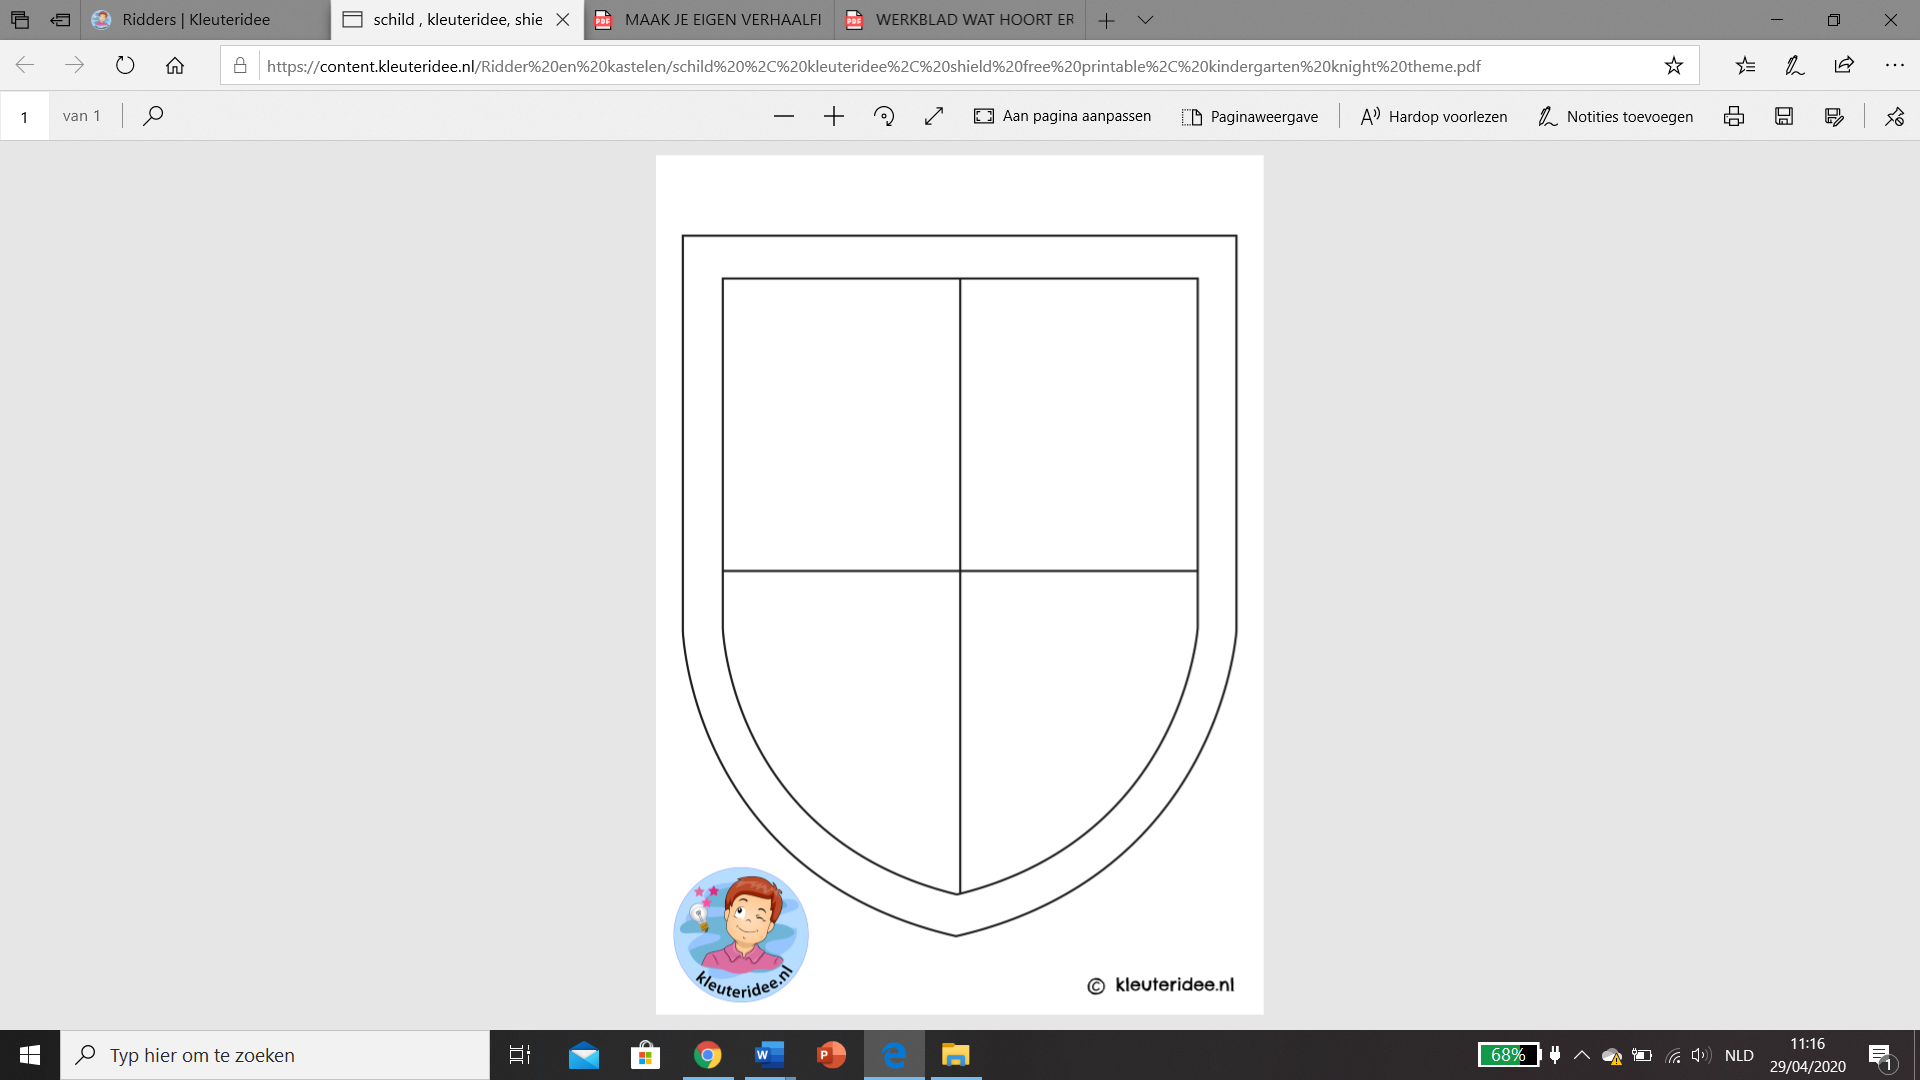 Ridders | Kleuteridee
schild , kleuteridee, shie
MAAK JE EIGEN VERHAALFI
WERKBLAD WAT HOORT ER
https://content.kleuteridee.nl/Ridder%20en%20kastelen/schild%20%2C%20kleuteridee%2C%20shield%20free%20printable%2C%20kindergarten%20knight%20theme.pdf
1 van 1
Aan pagina aanpassen
Paginaweergave
Hardop voorlezen
Notities toevoegen
kleuteridee.nl
© kleuteridee.nl
Typ hier om te zoeken
68%
NLD
11:16
29/04/2020
1